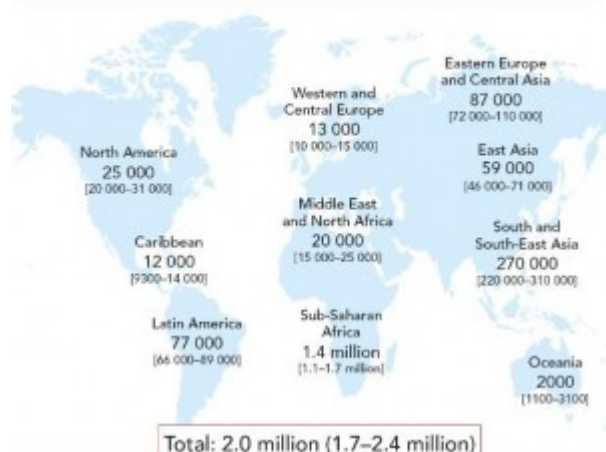 Eastern Europe
and Central Asia
87 000
[72 000–110 000]
Western and
Central Europe
13 000
[10 000–15 000]
North America
25 000
[20 000–31 000]
East Asia
59 000
[46 000–71 000]
Middle East
and North Africa
20 000
[15 000–25 000]
Caribbean
12 000
[9300–14 000]
South and
South-East Asia
270 000
[220 000–310 000]
Latin America
77 000
[66 000–89 000]
Sub-Saharan
Africa
1.4 million
[1.1–1.7 million]
Oceania
2000
[1100–3100]
Total: 2.0 million (1.7–2.4 million)